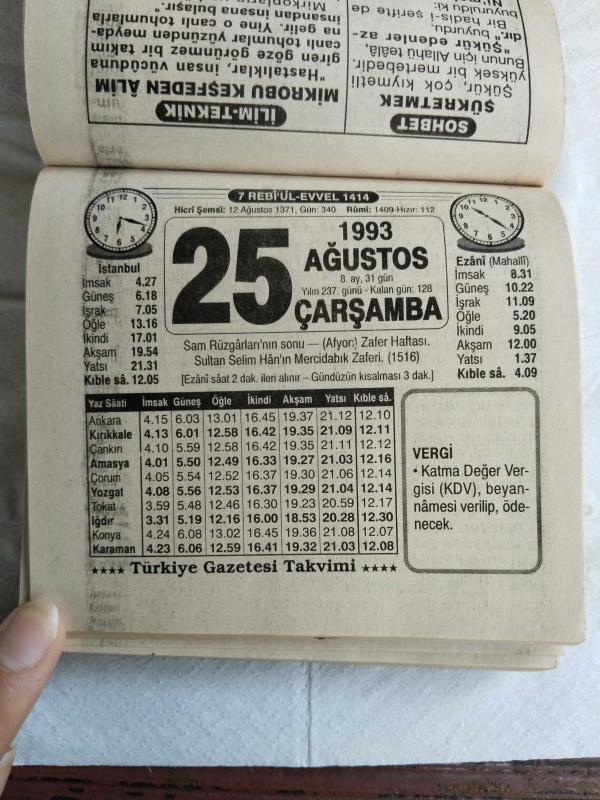 İLİM-TEKNİK
MİKROBU KEŞFEDEN ÂLİM
"Hastalıklar, insan vücûduna
giren göze görünmez bir takım
canlı tohumlar yüzünden meyda-
na gelir. Yine o canlı tohumlarla
insandan insana bulaşır."
SOHBET
ŞÜKRETMEK
Şükür, çok kıymetli
yüksek bir mertebedir.
Bunun için Allahü teâlâ,
"Şükür edenler az-
dır." buyurdu.
Bir hadîs-i şerîfte de
buyuruldu ki:
7 REBÎ'UL-EVVEL 1414
Hicrî Şemsî: 12 Ağustos 1371, Gün: 340 Rûmî: 1409-Hızır: 112
25
1993
AĞUSTOS
8. ay, 31 gün
Yılın 237. günü - Kalan gün: 128
ÇARŞAMBA
İstanbul
İmsak 4.27
Güneş 6.18
İşrak 7.05
Öğle 13.16
İkindi 17.01
Akşam 19.54
Yatsı 21.31
Kıble sâ. 12.05
Ezânî (Mahallî)
İmsak 8.31
Güneş 10.22
İşrak 11.09
Öğle 5.20
İkindi 9.05
Akşam 12.00
Yatsı 1.37
Kıble sâ. 4.09
Sam Rüzgârları'nın sonu — (Afyon) Zafer Haftası.
Sultan Selim Hân'ın Mercidabık Zaferi. (1516)
[Ezânî sâat 2 dak. ileri alınır – Gündüzün kısalması 3 dak.]
Yaz Sâati İmsak Güneş Öğle İkindi Akşam Yatsı Kıble sâ.
Ankara 4.15 6.03 13.01 16.45 19.37 21.12 12.10
Kırıkkale 4.13 6.01 12.58 16.42 19.35 21.09 12.11
Çankırı 4.10 5.59 12.58 16.42 19.35 21.11 12.12
Amasya 4.01 5.50 12.49 16.33 19.27 21.03 12.16
Çorum 4.05 5.54 12.52 16.37 19.30 21.06 12.14
Yozgat 4.08 5.56 12.53 16.37 19.29 21.04 12.14
Tokat 3.59 5.48 12.46 16.30 19.23 20.59 12.17
Iğdır 3.31 5.19 12.16 16.00 18.53 20.28 12.30
Konya 4.24 6.08 13.02 16.45 19.36 21.08 12.07
Karaman 4.23 6.06 12.59 16.41 19.32 21.03 12.08
VERGİ
• Katma Değer Ver-
gisi (KDV), beyan-
nâmesi verilip, öde-
necek.
★★★★ Türkiye Gazetesi Takvimi ★★★★